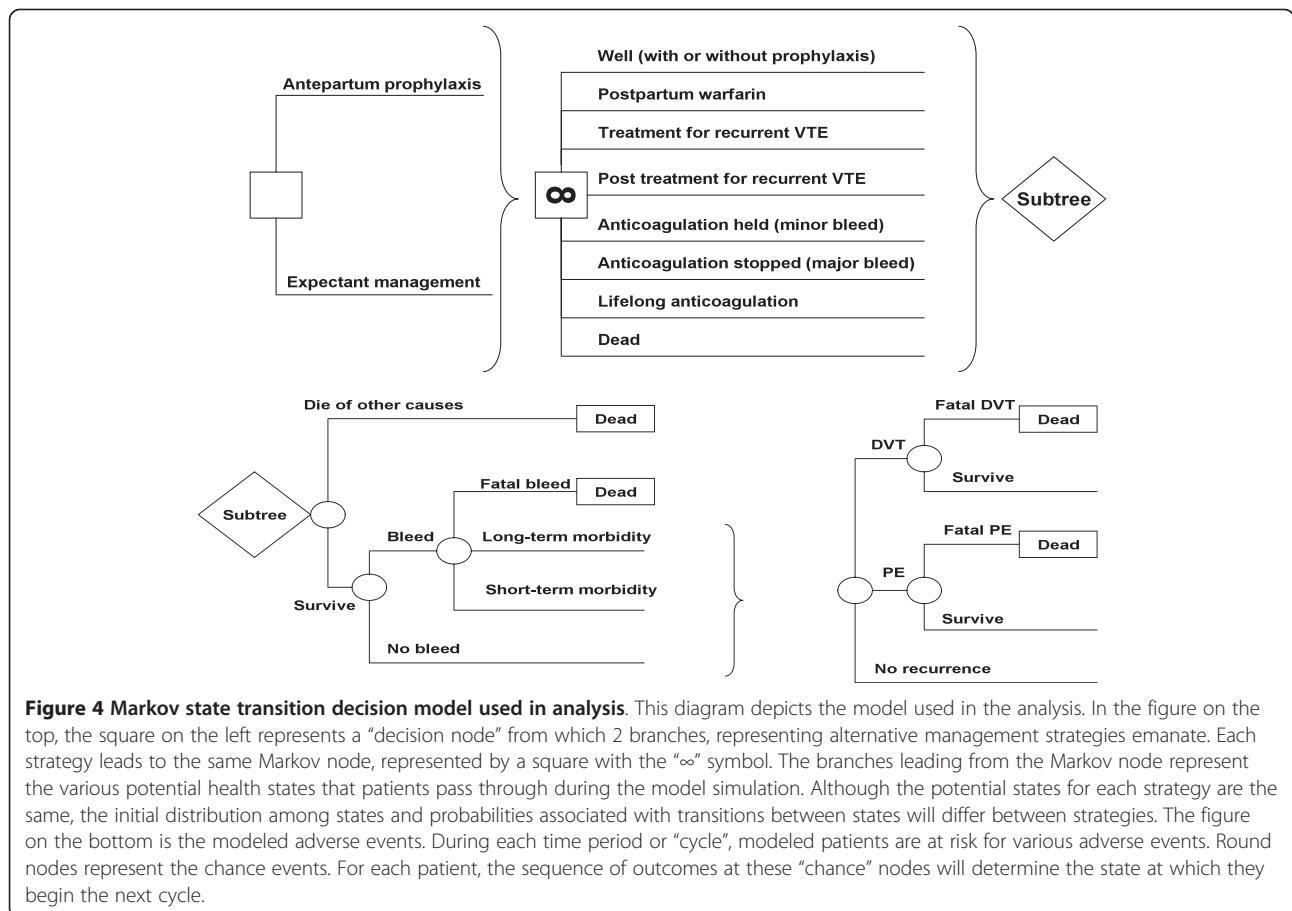 Antepartum prophylaxis
Expectant management
∞
Well (with or without prophylaxis)
Postpartum warfarin
Treatment for recurrent VTE
Post treatment for recurrent VTE
Anticoagulation held (minor bleed)
Anticoagulation stopped (major bleed)
Lifelong anticoagulation
Dead
Subtree
Subtree
Die of other causes
Dead
Survive
Bleed
Fatal bleed
Dead
Long-term morbidity
Short-term morbidity
No bleed
DVT
Fatal DVT
Dead
Survive
PE
Fatal PE
Dead
Survive
No recurrence
Figure 4 Markov state transition decision model used in analysis. This diagram depicts the model used in the analysis. In the figure on the
top, the square on the left represents a “decision node” from which 2 branches, representing alternative management strategies emanate. Each
strategy leads to the same Markov node, represented by a square with the “∞” symbol. The branches leading from the Markov node represent
the various potential health states that patients pass through during the model simulation. Although the potential states for each strategy are the
same, the initial distribution among states and probabilities associated with transitions between states will differ between strategies. The figure
on the bottom is the modeled adverse events. During each time period or “cycle”, modeled patients are at risk for various adverse events. Round
nodes represent the chance events. For each patient, the sequence of outcomes at these “chance” nodes will determine the state at which they
begin the next cycle.